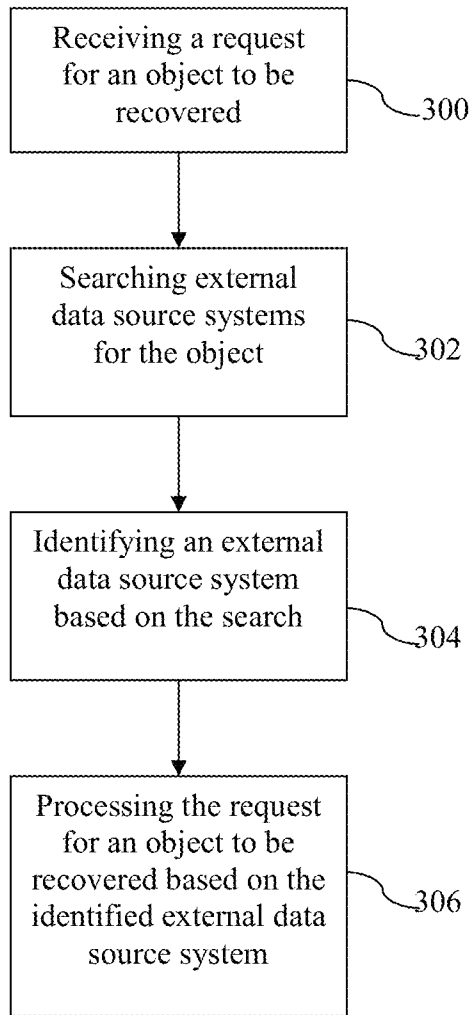 Receiving a request
for an object to be
recovered
300
Searching external
data source systems
for the object
302
Identifying an external
data source system
based on the search
304
Processing the request
for an object to be
recovered based on the
identified external data
source system
306